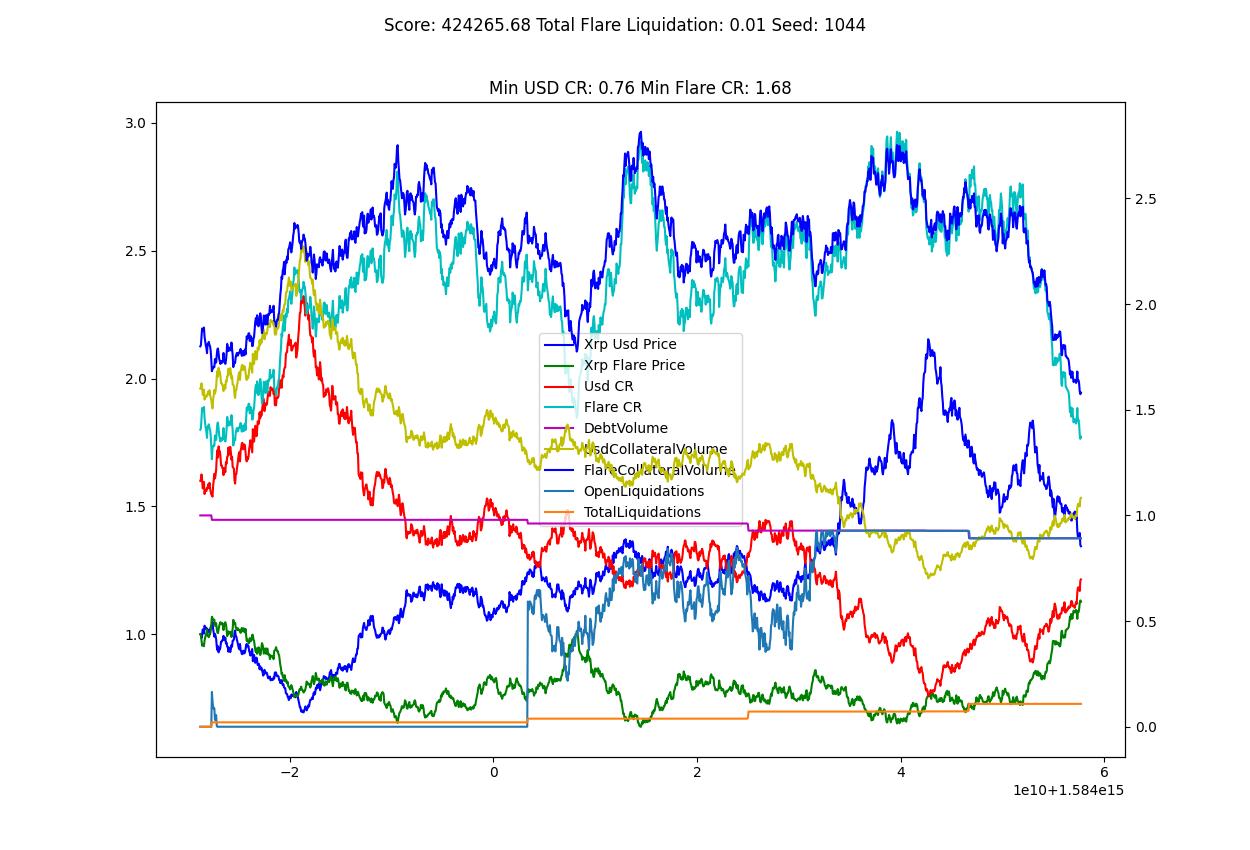 Score: 424265.68 Total Flare Liquidation: 0.01 Seed: 1044
Min USD CR: 0.76 Min Flare CR: 1.68
3.0
2.5
2.0
1.5
1.0
2.5
2.0
1.5
1.0
0.5
0.0
Xrp Usd Price
Xrp Flare Price
Usd CR
Flare CR
DebtVolume
UsdCollateralVolume
FlareCollateralVolume
OpenLiquidations
TotalLiquidations
−2 0 2 4 6
1e10+1.584e15